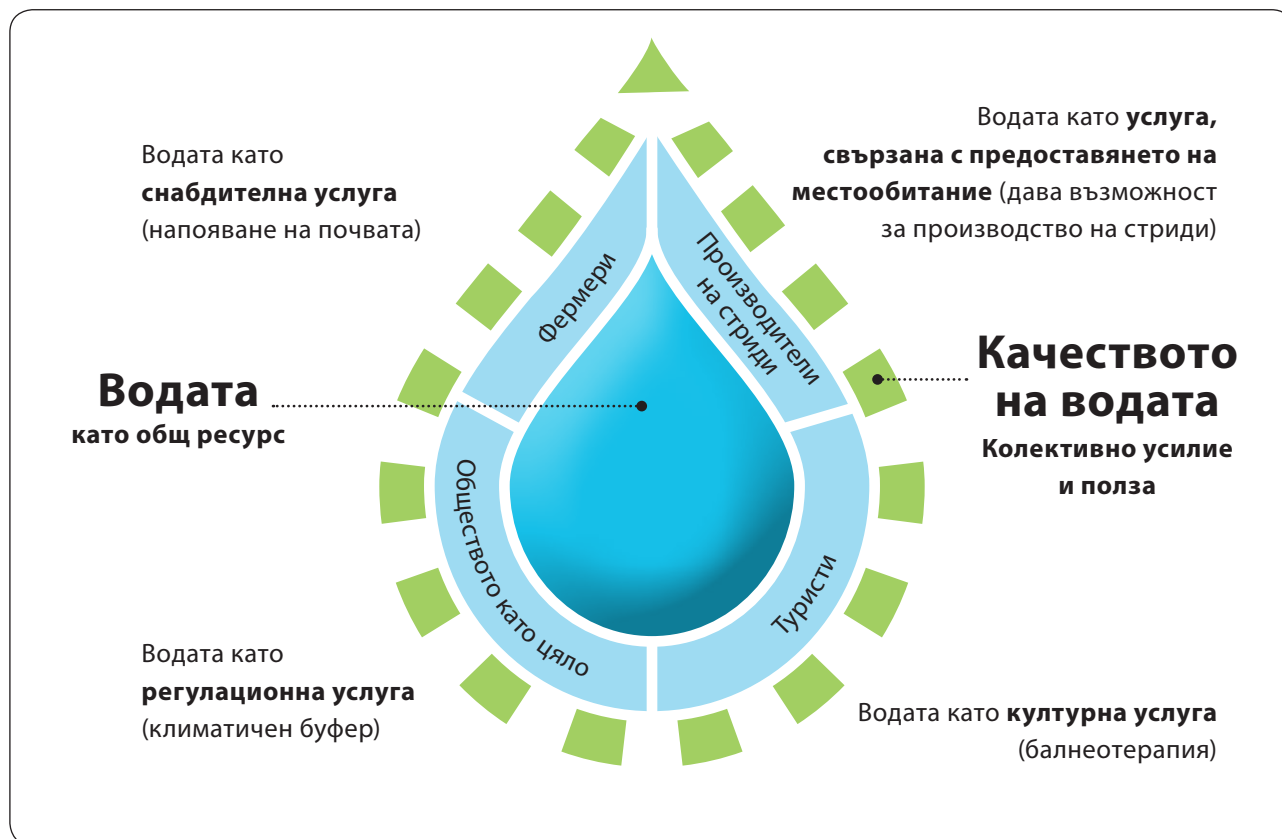 Водата като
снабдителна услуга
(напояване на почвата)
Водата като услуга,
свързана с предоставянето на
местообитание (дава възможност
за производство на стриди)
Фермери
Производители
на стриди
Водата
като общ ресурс
Качеството
на водата
Колективно усилие
и полза
Обществото като цяло
Туристи
Водата като
регулационна услуга
(климатичен буфер)
Водата като културна услуга
(балнеотерапия)